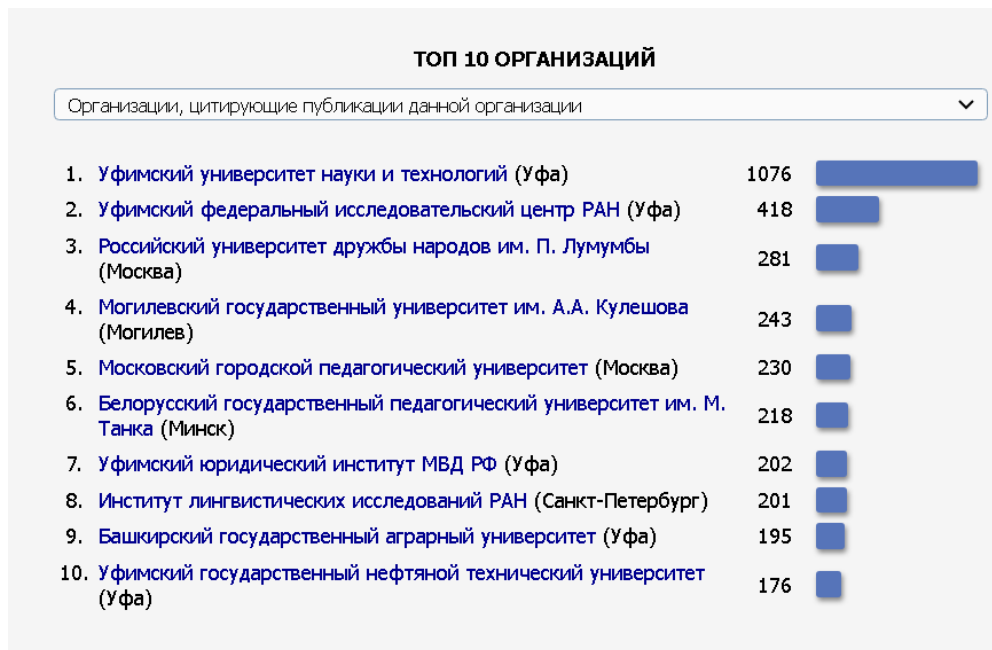 ТОП 10 ОРГАНИЗАЦИЙ
Организации, цитирующие публикации данной организации
1. Уфимский университет науки и технологий (Уфа) 1076
2. Уфимский федеральный исследовательский центр РАН (Уфа) 418
3. Российский университет дружбы народов им. П. Лумумбы
(Москва) 281
4. Могилевский государственный университет им. А.А. Кулешова
(Могилев) 243
5. Московский городской педагогический университет (Москва) 230
6. Белорусский государственный педагогический университет им. М.
Танка (Минск) 218
7. Уфимский юридический институт МВД РФ (Уфа) 202
8. Институт лингвистических исследований РАН (Санкт-Петербург) 201
9. Башкирский государственный аграрный университет (Уфа) 195
10. Уфимский государственный нефтяной технический университет
(Уфа) 176